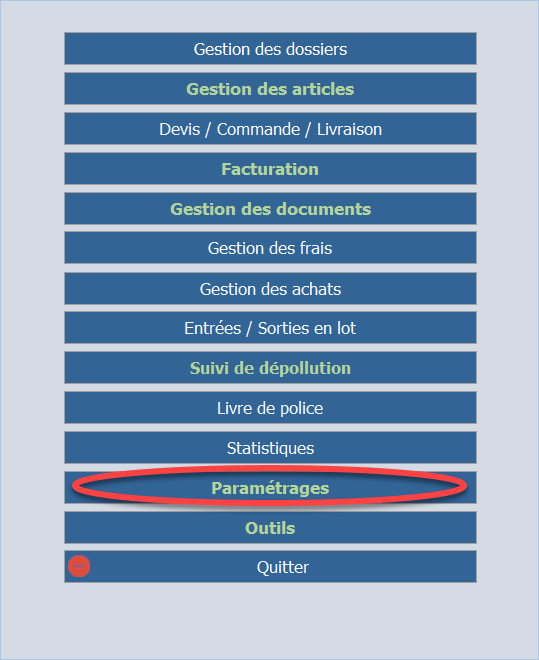 Gestion des dossiers
Gestion des articles
Devis / Commande / Livraison
Facturation
Gestion des documents
Gestion des frais
Gestion des achats
Entrées / Sorties en lot
Suivi de dépollution
Livre de police
Statistiques
Paramétrages
Outils
Quitter